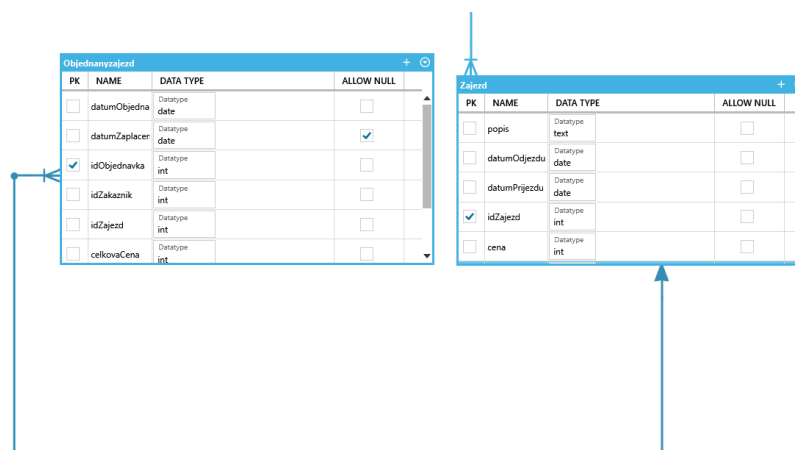 Objednanyzajezd
PK NAME DATA TYPE ALLOW NULL
datumObjedna Datatype date
datumZaplacen Datatype date
idObjednavka Datatype int
idZakaznik Datatype int
idZajezd Datatype int
celkovaCena Datatype int
Zajezd
PK NAME DATA TYPE ALLOW NULL
popis Datatype text
datumOdjezdu Datatype date
datumPrijezdu Datatype date
idZajezd Datatype int
cena Datatype int